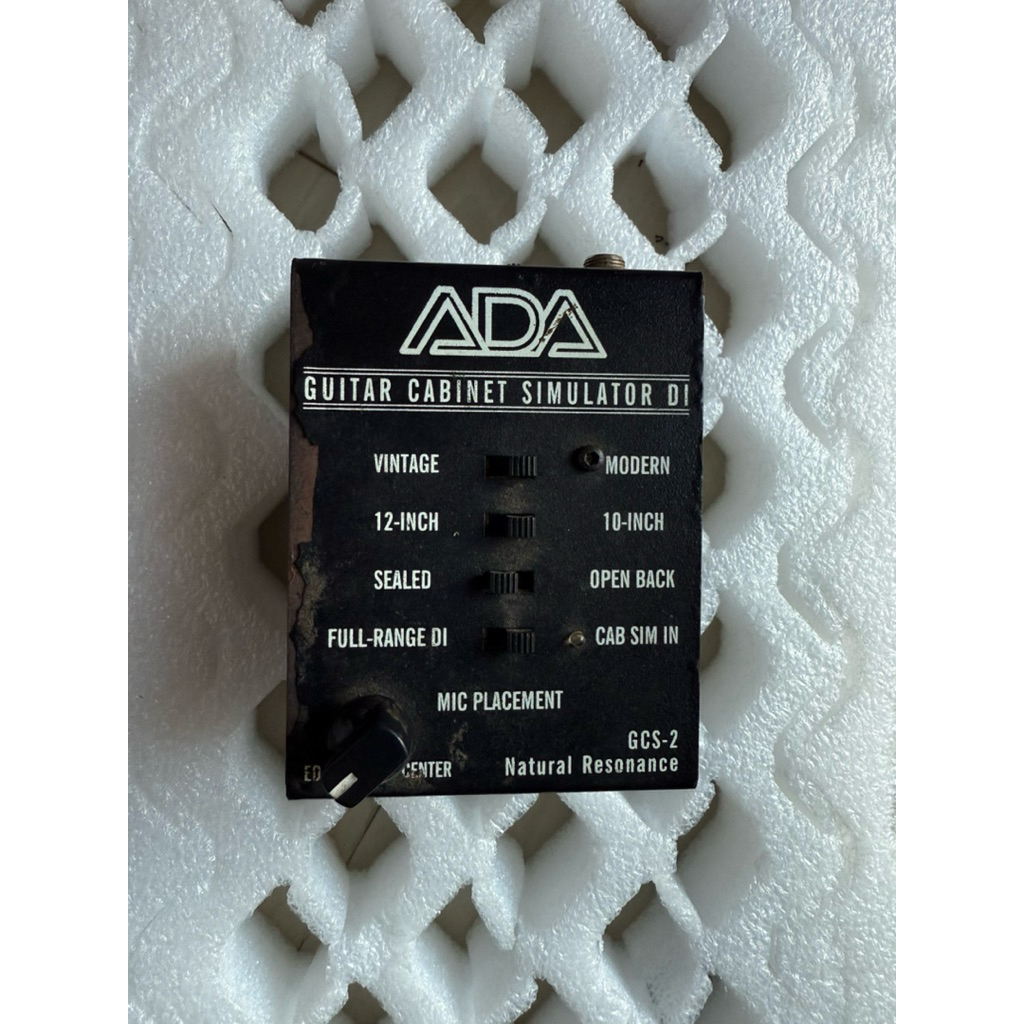 ADA
GUITAR CABINET SIMULATOR DI
VINTAGE MODERN
12-INCH 10-INCH
SEALED OPEN BACK
FULL-RANGE DI CAB SIM IN
MIC PLACEMENT
GCS-2
CENTER Natural Resonance